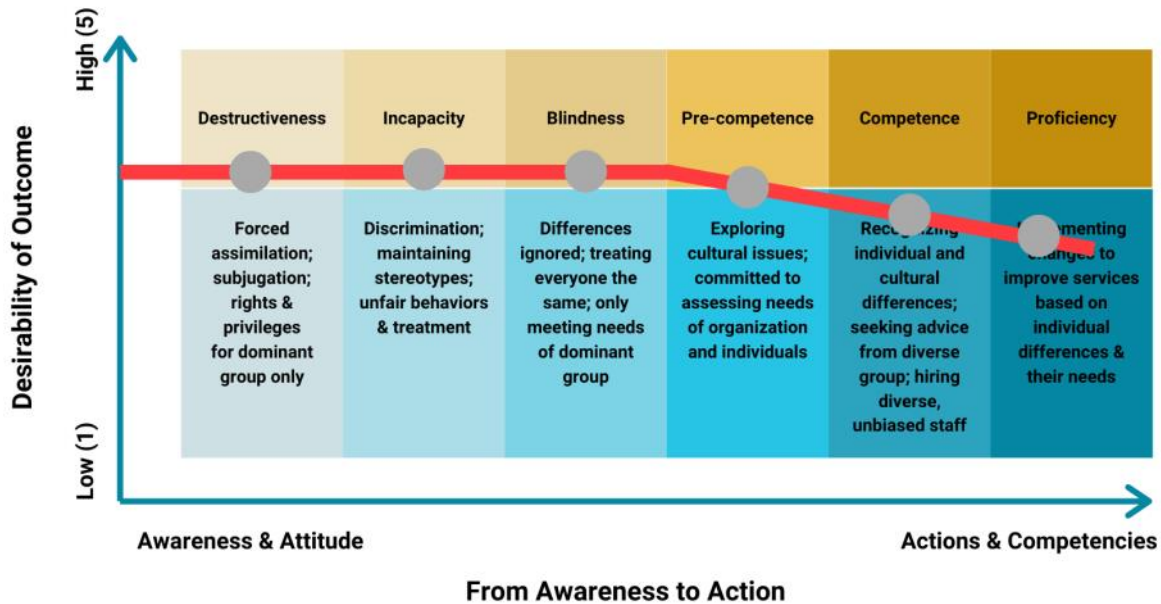 High (5)
Desirability of Outcome
Low (1)
Destructiveness
Incapacity
Blindness
Pre-competence
Competence
Proficiency
Forced
assimilation;
subjugation;
rights &
privileges
for dominant
group only
Discrimination;
maintaining
stereotypes;
unfair behaviors
& treatment
Differences
ignored; treating
everyone the
same; only
meeting needs
of dominant
group
Exploring
cultural issues;
committed to
assessing needs
of organization
and individuals
Recognizing
individual and
cultural
differences;
seeking advice
from diverse
group; hiring
diverse,
unbiased staff
to
improve services
based on
individual
differences &
their needs
Awareness & Attitude
Actions & Competencies
From Awareness to Action